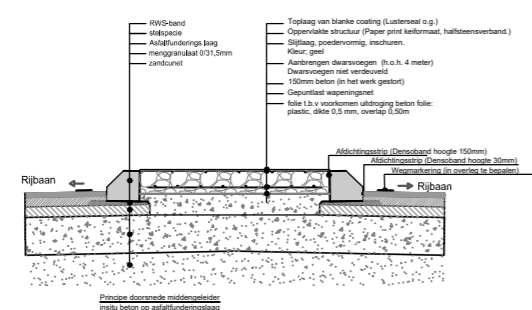 RWS-band
stelspecie
Asfaltfunderings laag
menggranulaat 0/31,5mm
zandcunet
Toplaag van blanke coating (Lusterseal o.g.)
Oppervlakte structuur (Paper print keiformaat, halfsteensverband.)
Slijtlaag, poedervormig, inschuren.
Kleur; geel
Aanbrengen dwarsvoegen (h.o.h. 4 meter)
Dwarsvoegen niet verdeuveld
150mm beton (in het werk gestort)
Gepuntlast wapeningsnet
folie t.b.v voorkomen uitdroging beton folie:
plastic, dikte 0,5 mm, overlap 0,50m
Afdichtingsstrip (Densoband hoogte 150mm)
Afdichtingsstrip (Densoband hoogte 30mm)
Wegmarkering (in overleg te bepalen)
Rijbaan
Rijbaan
Principe doorsnede middengeleider
insitu beton op asfaltfunderingslaag